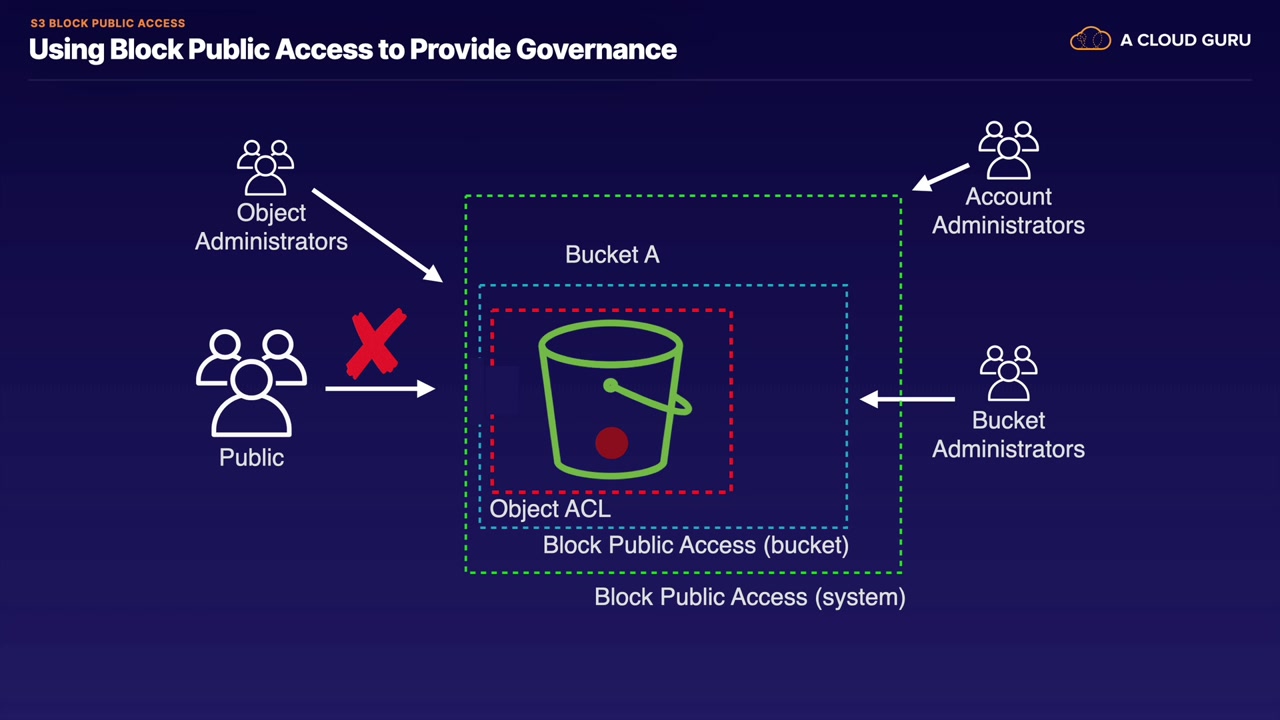 S3 BLOCK PUBLIC ACCESS
Using Block Public Access to Provide Governance
A CLOUD GURU
Object
Administrators
Account
Administrators
Bucket A
Public
Bucket
Administrators
Object ACL
Block Public Access (bucket)
Block Public Access (system)